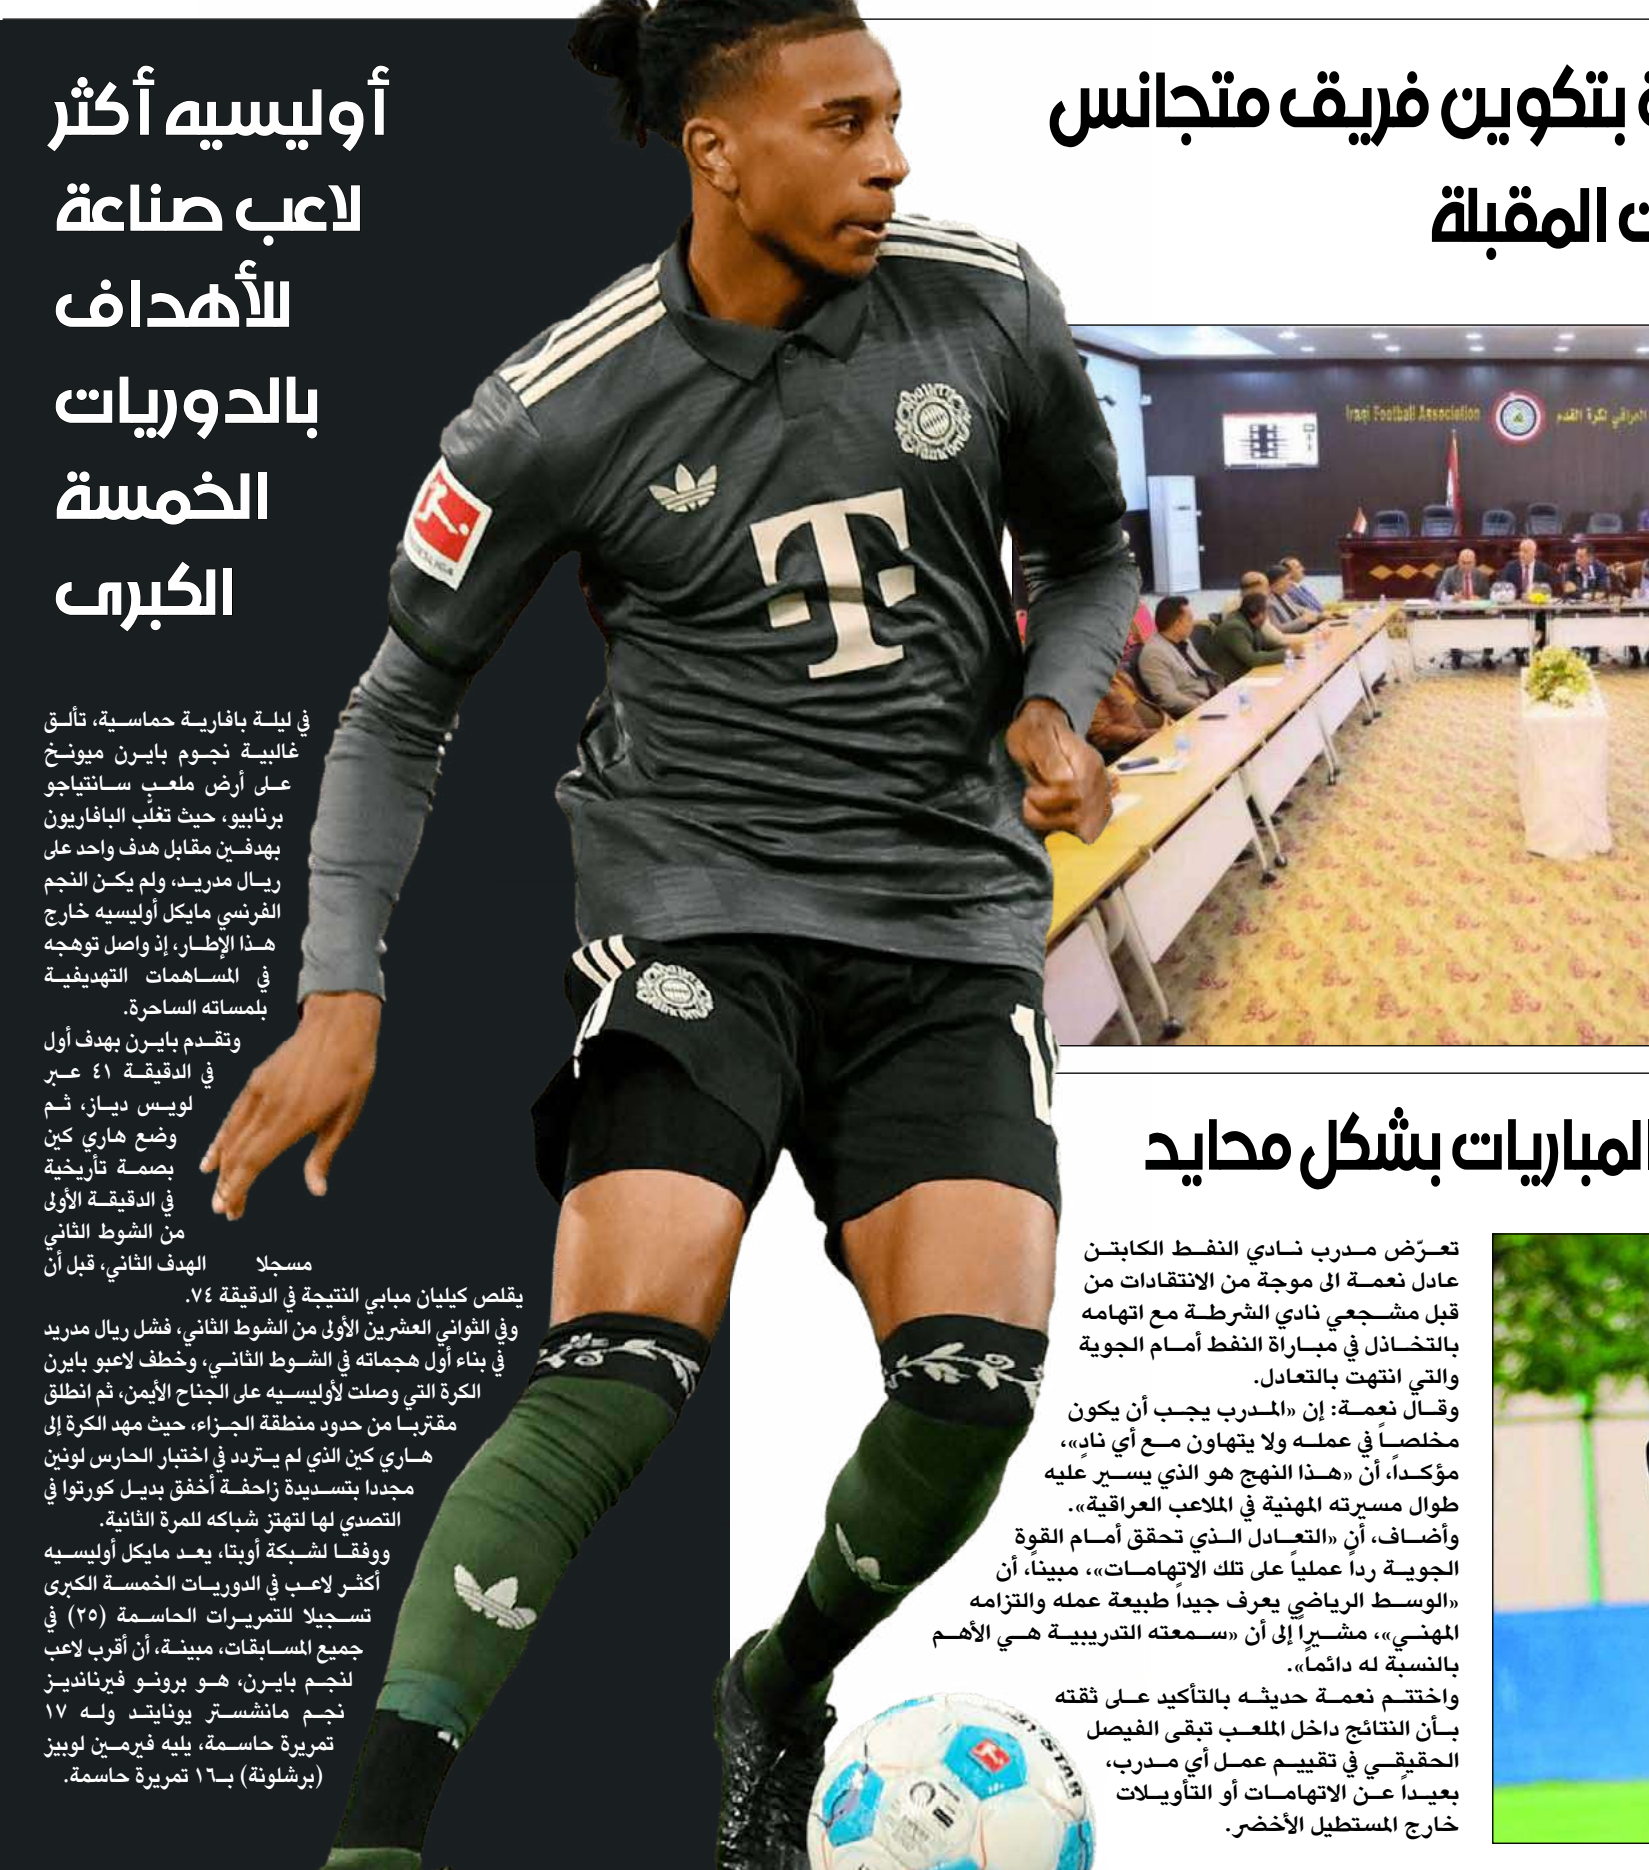 بتكوين فريق متجانس
المقبلة
Iraqi Football Association
لكرة القدم
المباريات بشكل محايد
تعرّض مدرب نادي النفط الكابتن
عادل نعمة الى موجة من الانتقادات من
قبل مشجعي نادي الشرطة مع اتهامه
بالتخاذل في مباراة النفط أمام الجوية
والتي انتهت بالتعادل.
وقال نعمة: إن «المدرب يجب أن يكون
مخلصاً في عمله ولا يتهاون مع أي نادٍ»،
مؤكداً، أن «هذا النهج هو الذي يسير عليه
طوال مسيرته المهنية في الملاعب العراقية».
وأضاف، أن «التعادل الذي تحقق أمام القوة
الجوية رداً عملياً على تلك الاتهامات»، مبيناً، أن
«الوسط الرياضي يعرف جيداً طبيعة عمله والتزامه
المهني»، مشيراً إلى أن «سمعته التدريبية هي الأهم
بالنسبة له دائماً».
واختتم نعمة حديثه بالتأكيد على ثقته
بأن النتائج داخل الملعب تبقى الفيصل
الحقيقي في تقييم عمل أي مدرب،
بعيداً عن الاتهامات أو التأويلات
خارج المستطيل الأخضر.
أوليسيه أكثر
لاعب صناعة
للأهداف
بالدوريات
الخمسة
الكبرى
في ليلة بافارية حماسية، تألق
غالبية نجوم بايرن ميونخ
على أرض ملعب سانتياجو
برنابيو، حيث تغلّب البافاريون
بهدفين مقابل هدف واحد على
ريال مدريد، ولم يكن النجم
الفرنسي مايكل أوليسيه خارج
هذا الإطار، إذ واصل توهجه
في المساهمات التهديفية
بلمساته الساحرة.
وتقدم بايرن بهدف أول
في الدقيقة ٤١ عبر
لويس دياز، ثم
وضع هاري كين
بصمة تأريخية
في الدقيقة الأولى
من الشوط الثاني
مسجلا الهدف الثاني، قبل أن
يقلص كيليان مبابي النتيجة في الدقيقة ٧٤.
وفي الثواني العشرين الأولى من الشوط الثاني، فشل ريال مدريد
في بناء أول هجماته في الشوط الثاني، وخطف لاعبو بايرن
الكرة التي وصلت لأوليسيه على الجناح الأيمن، ثم انطلق
مقتربا من حدود منطقة الجزاء، حيث مهد الكرة إلى
هاري كين الذي لم يتردد في اختبار الحارس لونين
مجددا بتسديدة زاحفة أخفق بديل كورتوا في
التصدي لها لتهتز شباكه للمرة الثانية.
ووفقا لشبكة أوبتا، يعد مايكل أوليسيه
أكثر لاعب في الدوريات الخمسة الكبرى
تسجيلا للتمريرات الحاسمة (٢٥) في
جميع المسابقات، مبينة، أن أقرب لاعب
لنجم بايرن، هو برونو فيرنانديز
نجم مانشستر يونايتد وله ١٧
تمريرة حاسمة، يليه فيرمين لوبيز
(برشلونة) بـ١٦ تمريرة حاسمة.